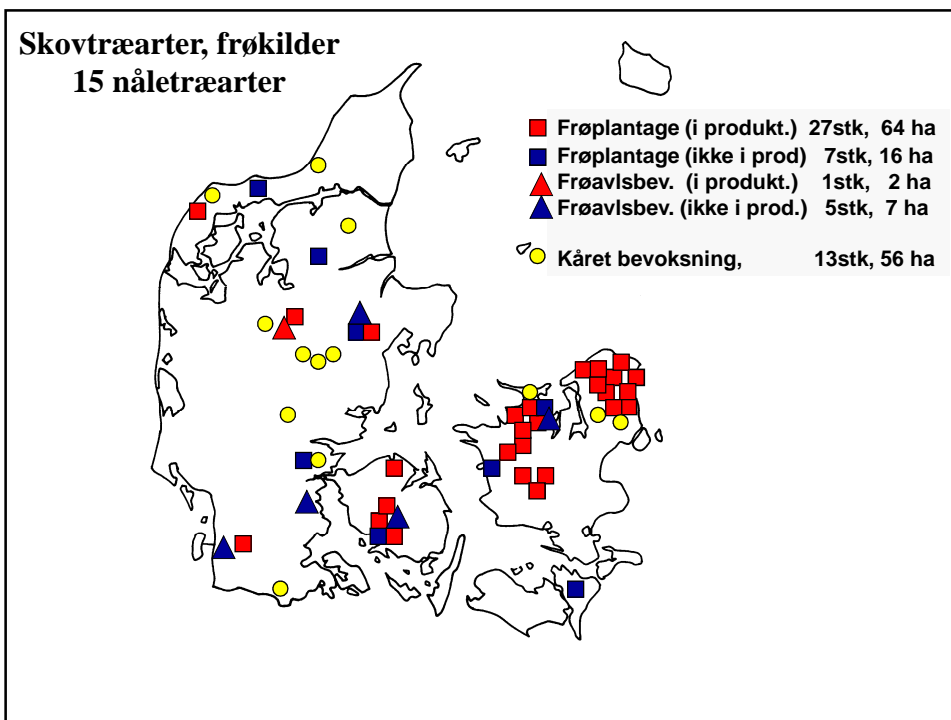 Skovtræarter, frøkilder
15 nåletræarter
Frøplantage (i produkt.) 27stk, 64 ha
Frøplantage (ikke i prod) 7stk, 16 ha
Frøavlsbev. (i produkt.) 1stk, 2 ha
Frøavlsbev. (ikke i prod.) 5stk, 7 ha
Kåret bevoksning, 13stk, 56 ha